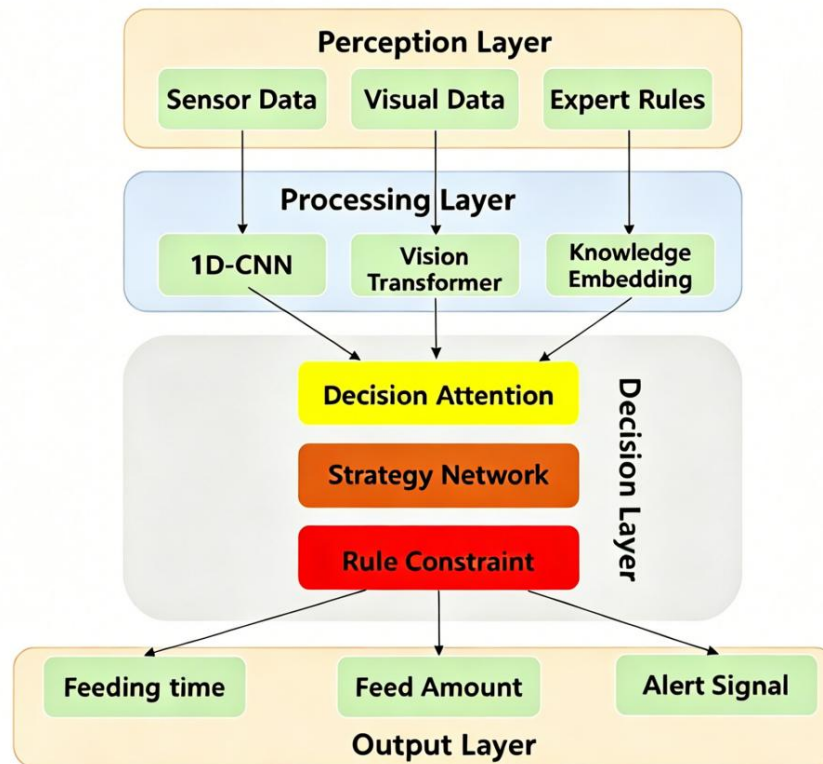 Perception Layer
Sensor Data
Visual Data
Expert Rules
Processing Layer
1D-CNN
Vision
Transformer
Knowledge
Embedding
Decision Attention
Strategy Network
Rule Constraint
Decision Layer
Feeding time
Feed Amount
Alert Signal
Output Layer